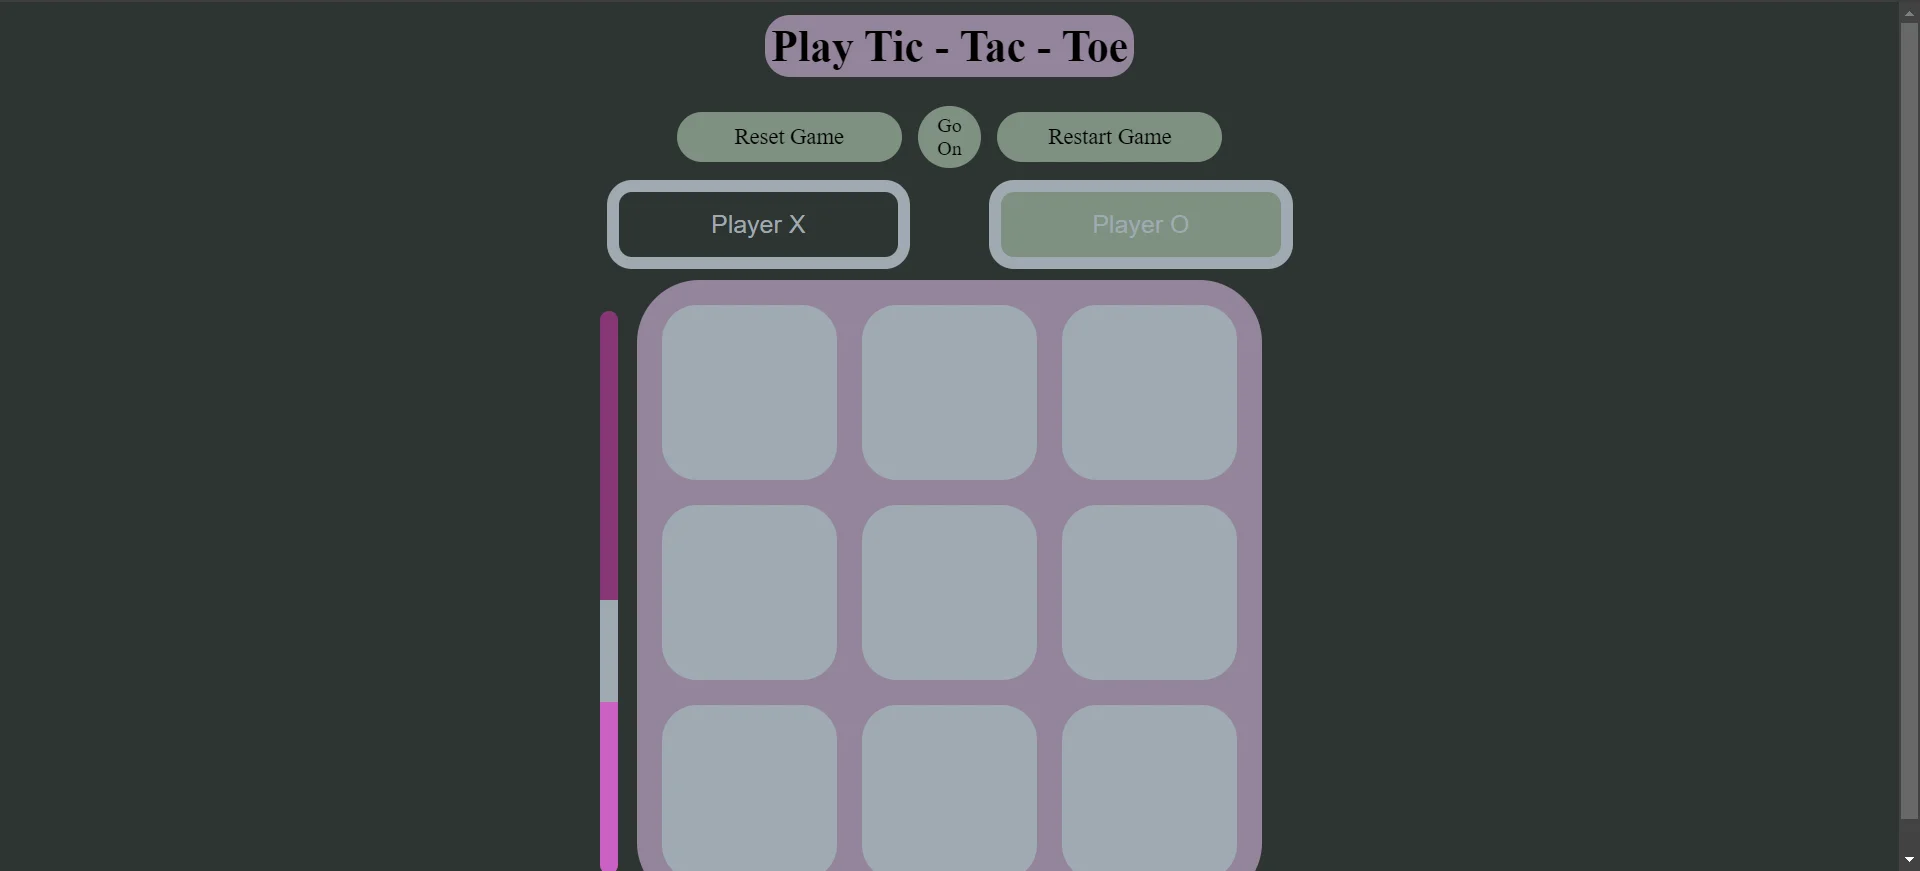 Play Tic - Tac - Toe
Reset Game
Go
On
Restart Game
Player X
Player O